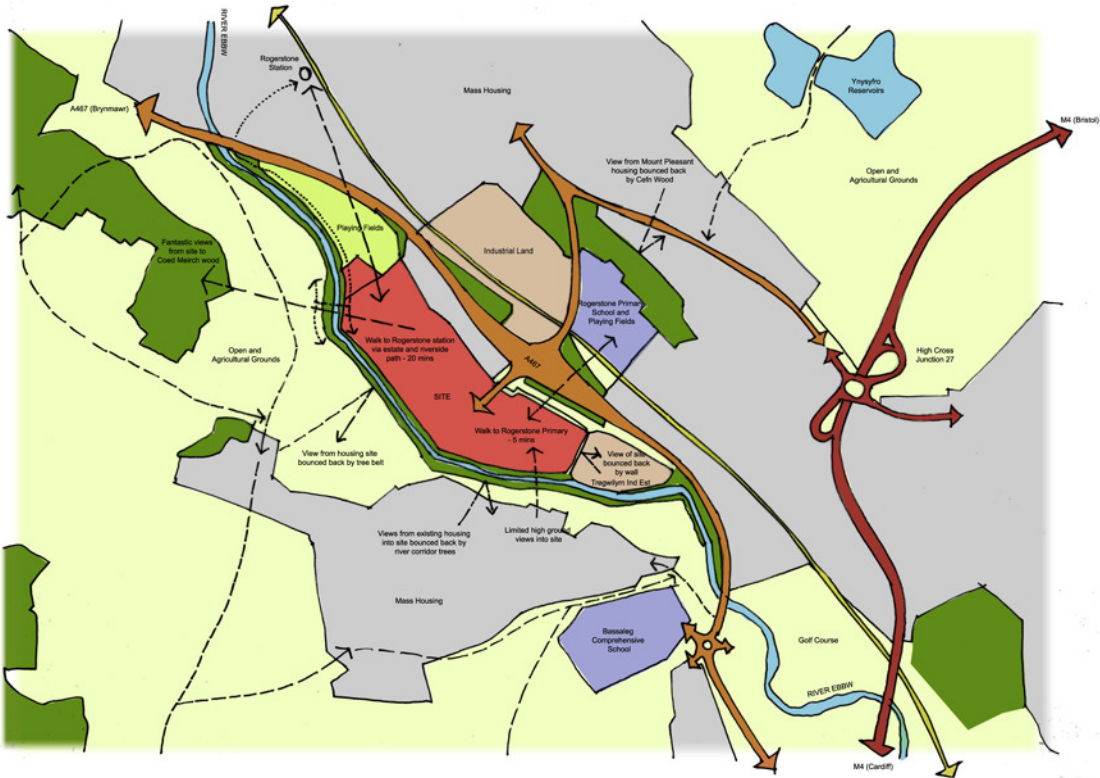 RIVER EBBW
Rogerstone
Station
A467 (Brynmawr)
Mass Housing
Ynysyfro
Reservoirs
M4 (Bristol)
View from Mount Pleasant
housing bounced back
by Cefn Wood
Open and
Agricultural Grounds
Playing Fields
Fantastic views
from site to
Coed Meirch wood
Industrial Land
Rogerstone Primary
School and
Playing Fields
Walk to Rogerstone station
via estate and riverside
path - 20 mins
Open and
Agricultural Grounds
A467
High Cross
Junction 27
SITE
Walk to Rogerstone Primary
- 5 mins
View from housing site
bounced back by tree belt
View of site
bounced back
by wall
Tregwilym Ind Est
Views from existing housing
into site bounced back by
river corridor trees
Limited high ground
views into site
Mass Housing
Bassaleg
Comprehensive
School
Golf Course
RIVER EBBW
M4 (Cardiff)